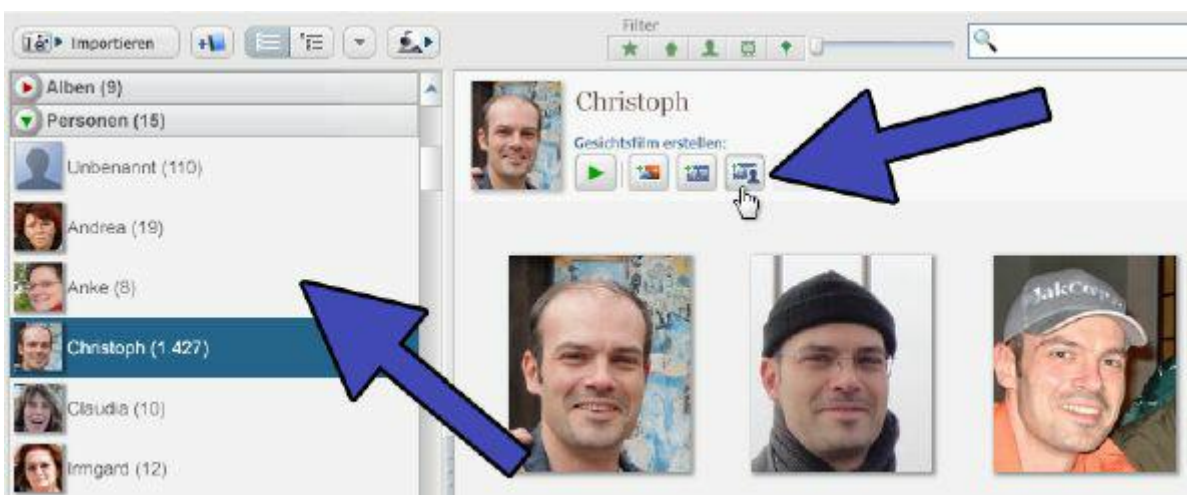 Importieren
Filter
Alben (9)
Personen (15)
Unbenannt (110)
Andrea (19)
Anke (8)
Christoph (1.427)
Claudia (10)
Irmgard (12)
Christoph
Gesichtsfilm erstellen: